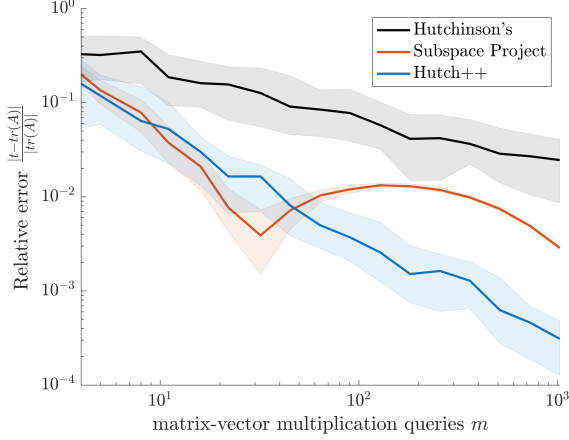 10^0
10^{-1}
10^{-2}
10^{-3}
10^{-4}
Relative error \frac{|t-tr(A)|}{|tr(A)|}
Hutchinson's
Subspace Project
Hutch++
10^1
10^2
10^3
matrix-vector multiplication queries m